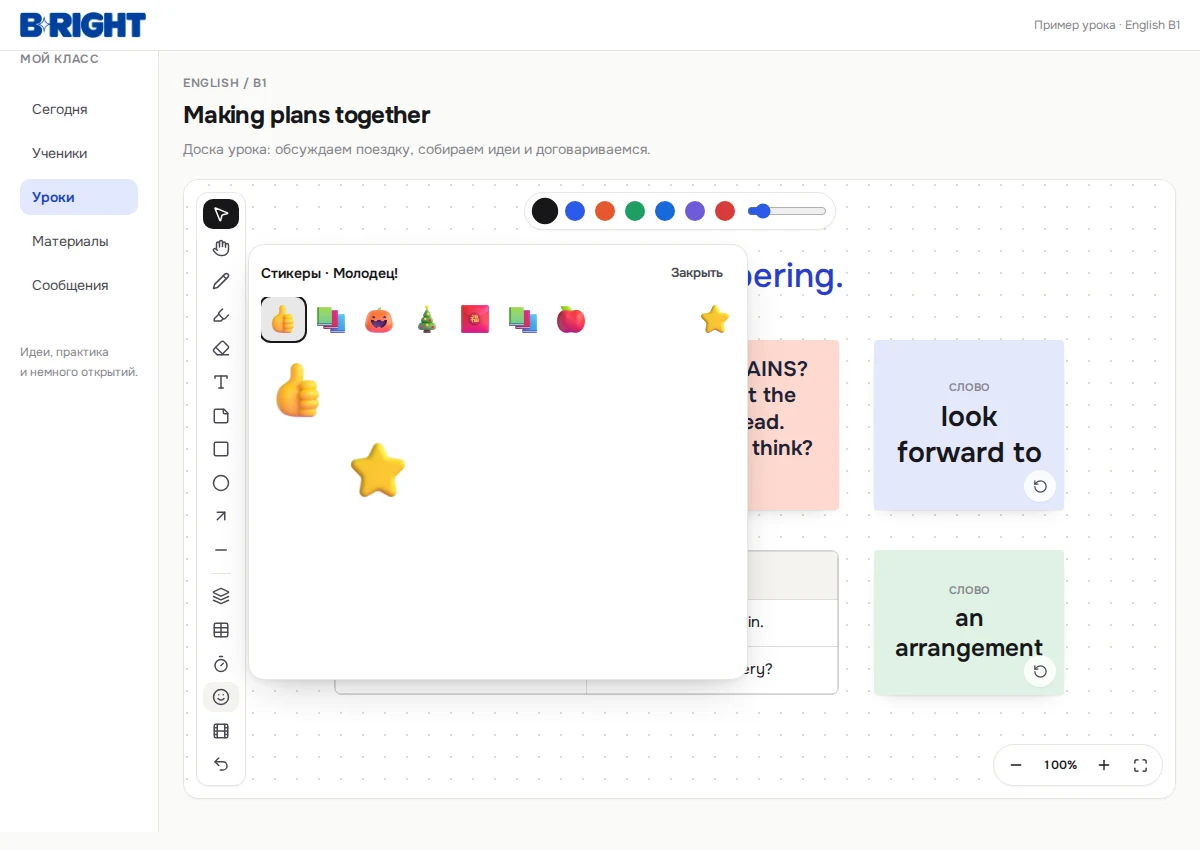 B RIGHT
Пример урока · English B1
МОЙ КЛАСС
Сегодня
Ученики
Уроки
Материалы
Сообщения
Идеи, практика
и немного открытий.
ENGLISH / B1
Making plans together
Доска урока: обсуждаем поездку, собираем идеи и договариваемся.
Стикеры · Молодец!
Закрыть
bering.
AINS?
t the
ead.
think?
СЛОВО
look
forward to
in.
ery?
СЛОВО
an
arrangement
100%